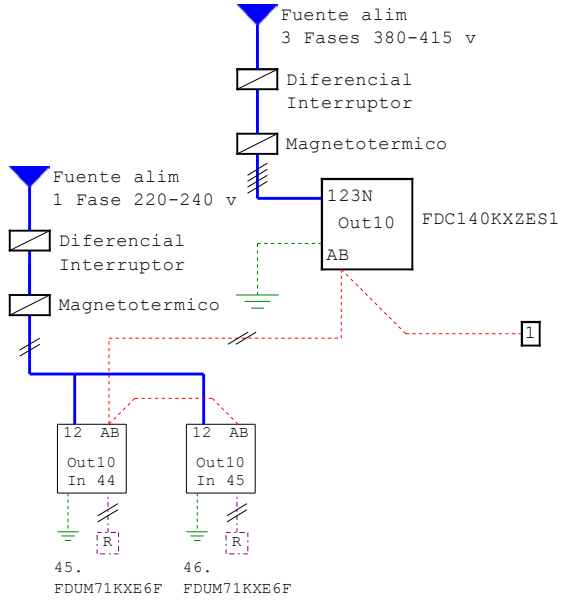 Fuente alim
3 Fases 380-415 v
Diferencial
Interruptor
Magnetotermico
123N
Out10
AB
FDC140KXZES1
1
Fuente alim
1 Fase 220-240 v
Diferencial
Interruptor
Magnetotermico
12 AB
Out10
In 44
R
45.
FDUM71KXE6F
12 AB
Out10
In 45
R
46.
FDUM71KXE6F